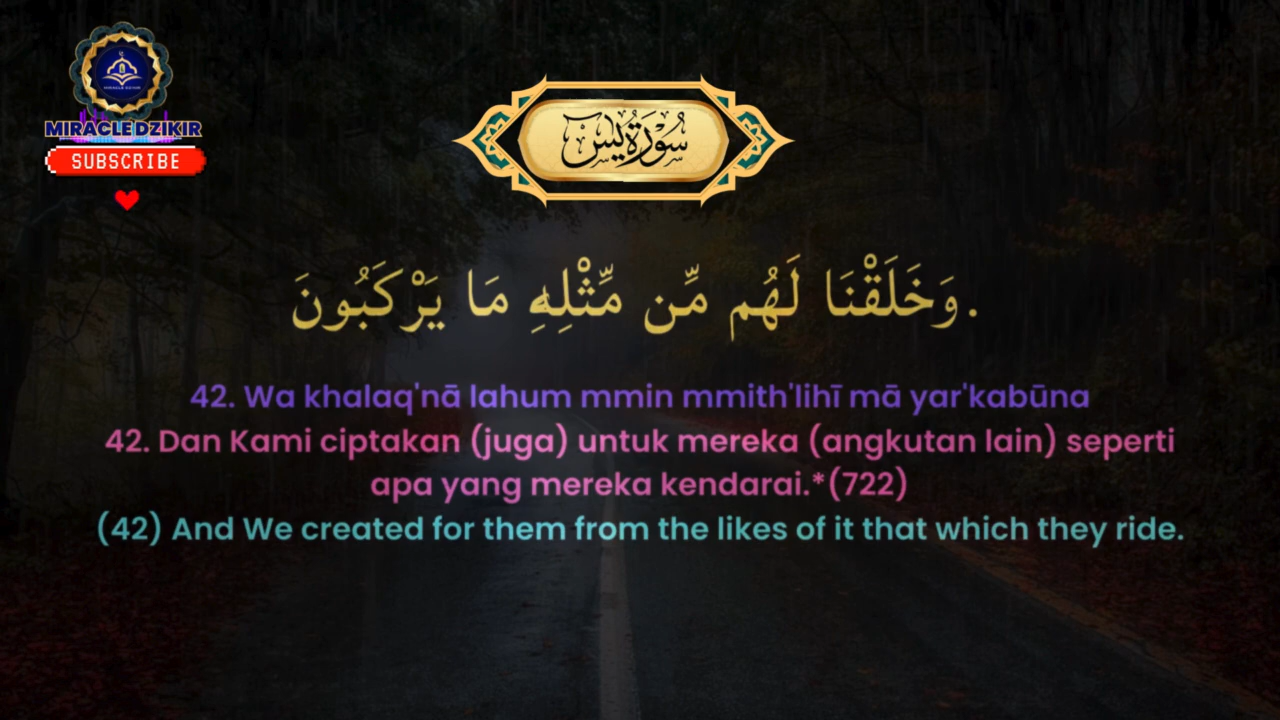 MIRACLE DZIKIR
SUBSCRIBE
سُوْرَةُ يٰسٓ
.وَخَلَقْنَا لَهُم مِّن مِّثْلِهِ مَا يَرْكَبُونَ
42. Wa khalaq'nā lahum mmin mmith'lihī mā yar'kabūna
42. Dan Kami ciptakan (juga) untuk mereka (angkutan lain) seperti
apa yang mereka kendarai.*(722)
(42) And We created for them from the likes of it that which they ride.